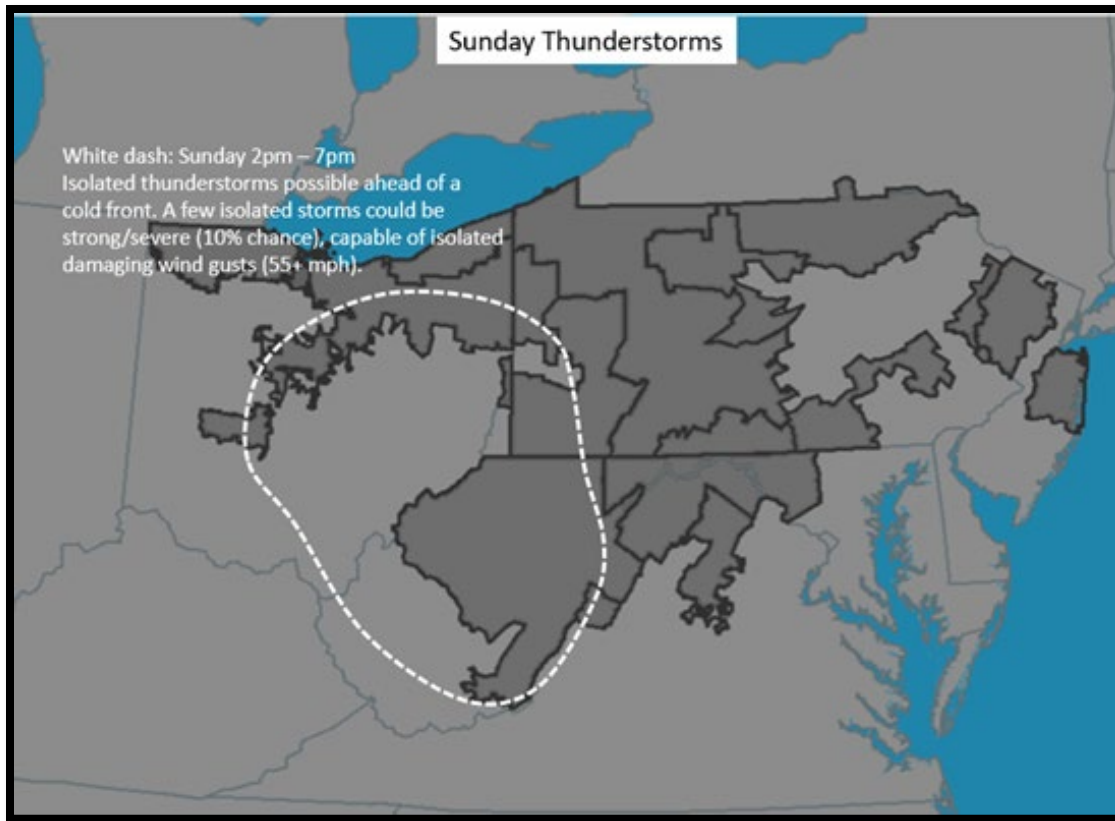 Sunday Thunderstorms
White dash: Sunday 2pm – 7pm
Isolated thunderstorms possible ahead of a
cold front. A few isolated storms could be
strong/severe (10% chance), capable of isolated
damaging wind gusts (55+ mph).